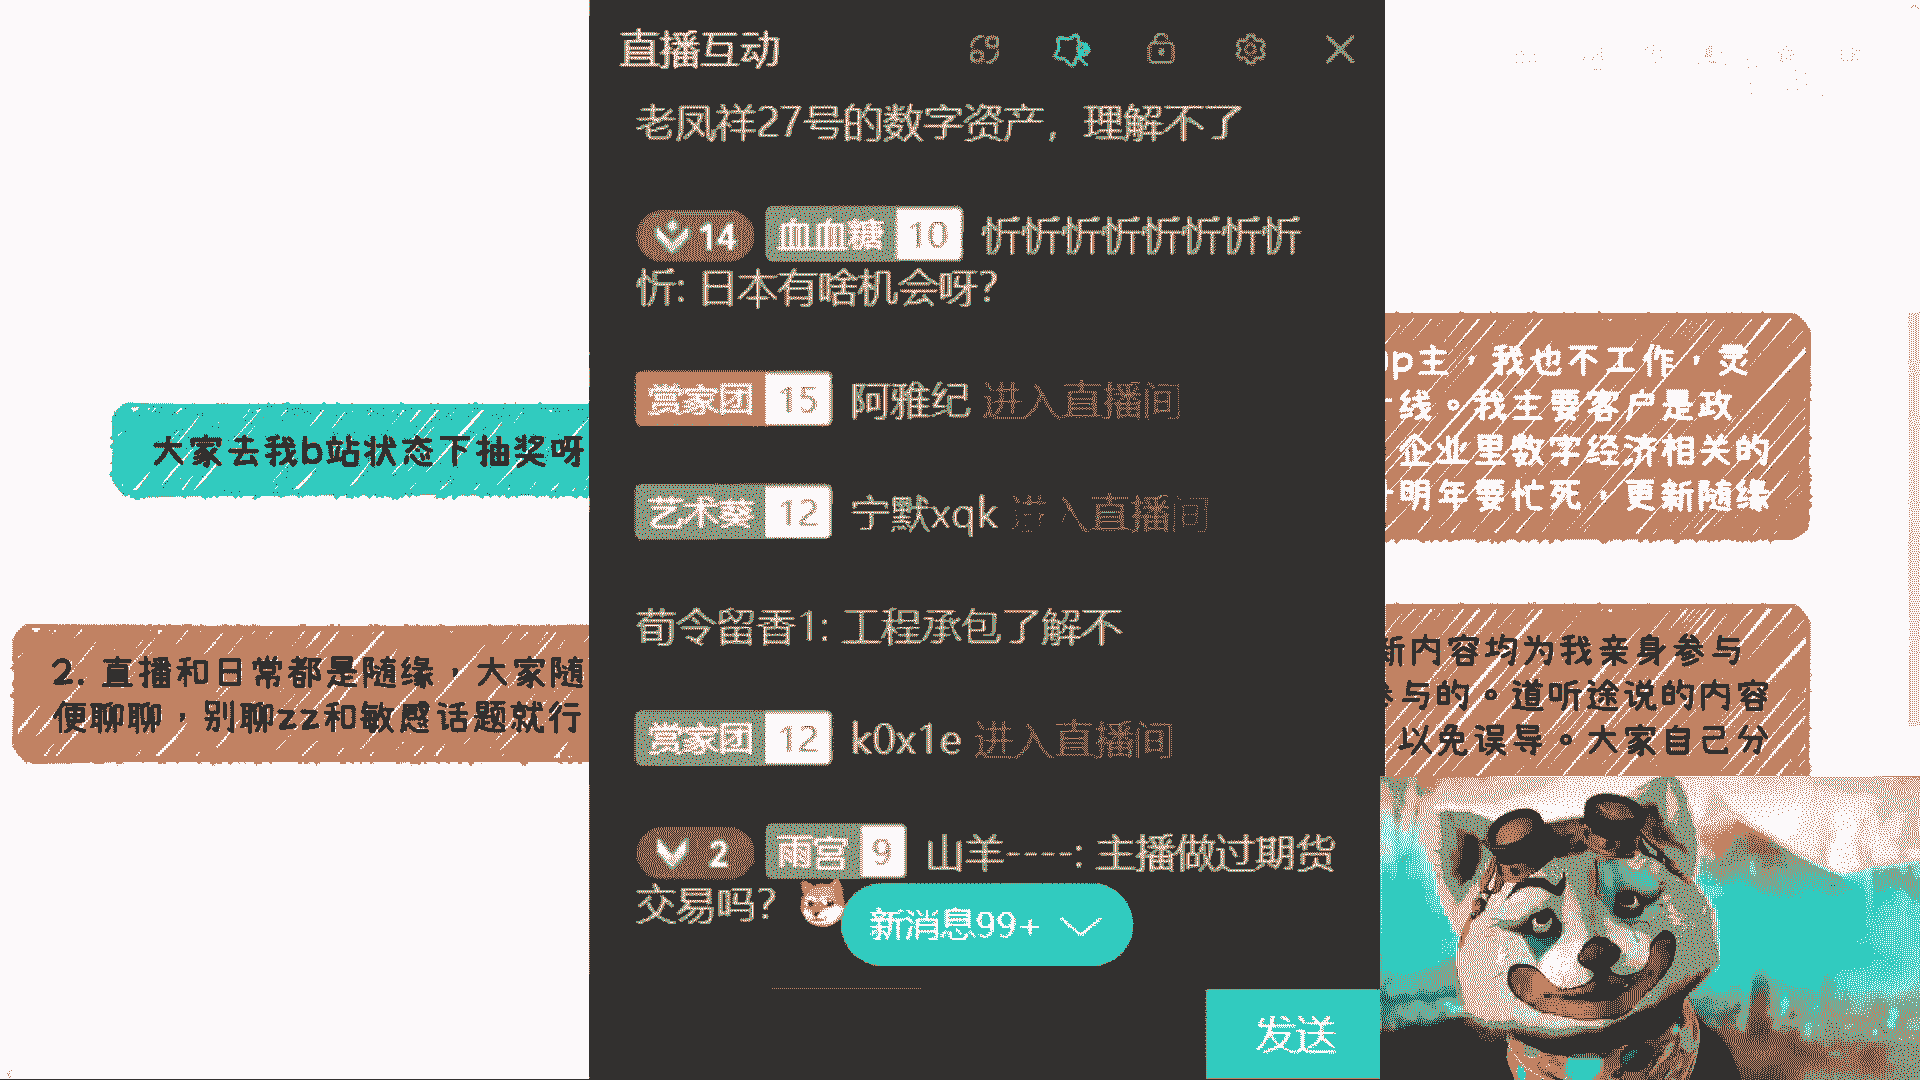 直播互动
老凤祥27号的数字资产，理解不了
14 血血糖 10 忻忻忻忻忻忻忻忻
忻: 日本有啥机会呀?
赏家团 15 阿雅纪 进入直播间
艺术葵 12 宁默xqk 进入直播间
荀令留香1: 工程承包了解不
赏家团 12 k0x1e 进入直播间
2 雨宫 9 山羊----: 主播做过期货
交易吗?
新消息99+
发送
大家去我b站状态下抽奖呀
2. 直播和日常都是随缘，大家随
便聊聊，别聊zz和敏感话题就行
p主，我也不工作，灵
线。我主要客户是政
企业里数字经济相关的
明年要忙死，更新随缘
新内容均为我亲身参与
参与的。道听途说的内容
以免误导。大家自己分